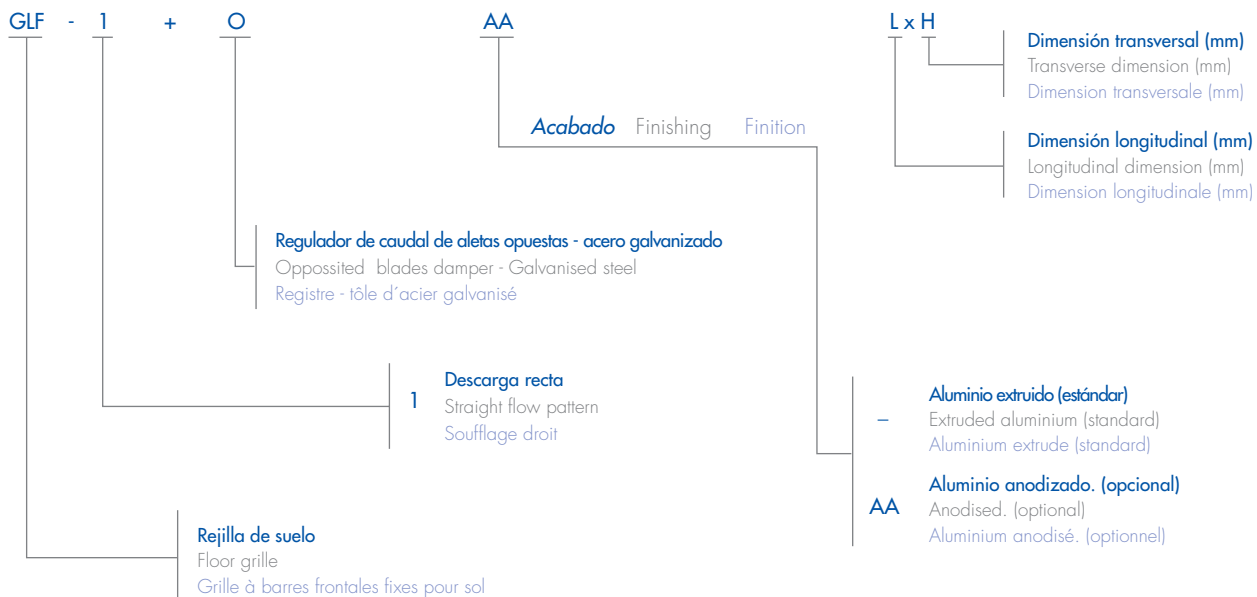 GLF - 1 + O AA L x H
Dimensión transversal (mm)
Transverse dimension (mm)
Dimension transversale (mm)
Acabado Finishing Finition
Dimensión longitudinal (mm)
Longitudinal dimension (mm)
Dimension longitudinale (mm)
Regulador de caudal de aletas opuestas - acero galvanizado
Oppossited blades damper - Galvanised steel
Registre - tôle d´acier galvanisé
1
Descarga recta
Straight flow pattern
Soufflage droit
–
Aluminio extruido (estándar)
Extruded aluminium (standard)
Aluminium extrude (standard)
AA
Aluminio anodizado. (opcional)
Anodised. (optional)
Aluminium anodisé. (optionnel)
Rejilla de suelo
Floor grille
Grille à barres frontales fixes pour sol